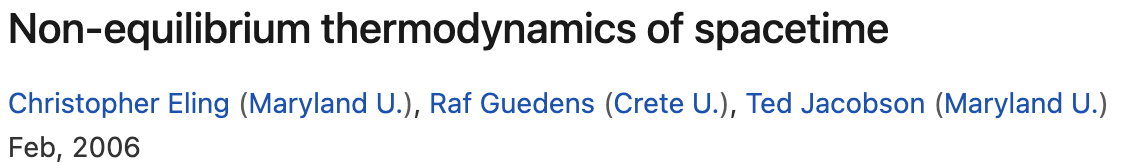 Non-equilibrium thermodynamics of spacetime
Christopher Eling (Maryland U.), Raf Guedens (Crete U.), Ted Jacobson (Maryland U.)
Feb, 2006